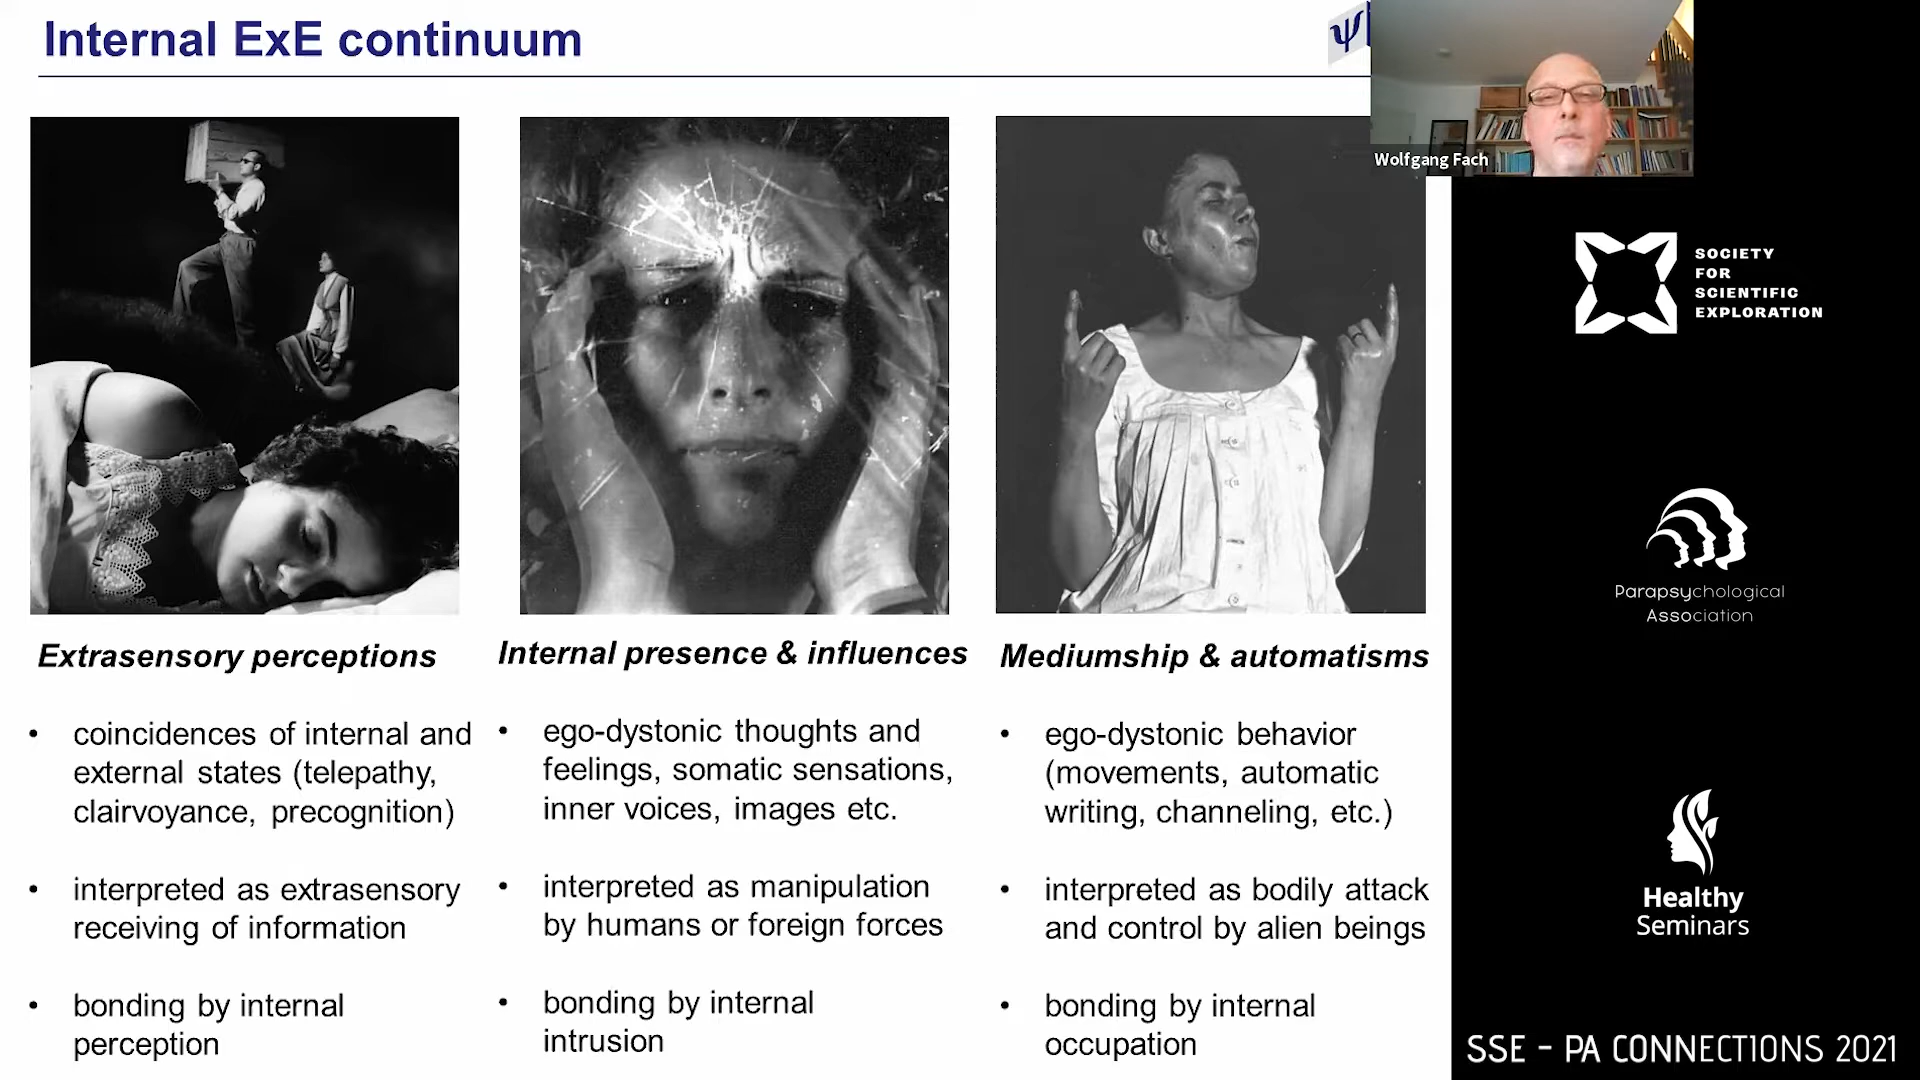 Internal ExE continuum
ψ
Wolfgang Fach
Extrasensory perceptions
• coincidences of internal and
external states (telepathy,
clairvoyance, precognition)
• interpreted as extrasensory
receiving of information
• bonding by internal
perception
Internal presence & influences
• ego-dystonic thoughts and
feelings, somatic sensations,
inner voices, images etc.
• interpreted as manipulation
by humans or foreign forces
• bonding by internal
intrusion
Mediumship & automatisms
• ego-dystonic behavior
(movements, automatic
writing, channeling, etc.)
• interpreted as bodily attack
and control by alien beings
• bonding by internal
occupation
SOCIETY
FOR
SCIENTIFIC
EXPLORATION
Parapsychological
Association
Healthy
Seminars
SSE - PA CONNECTIONS 2021